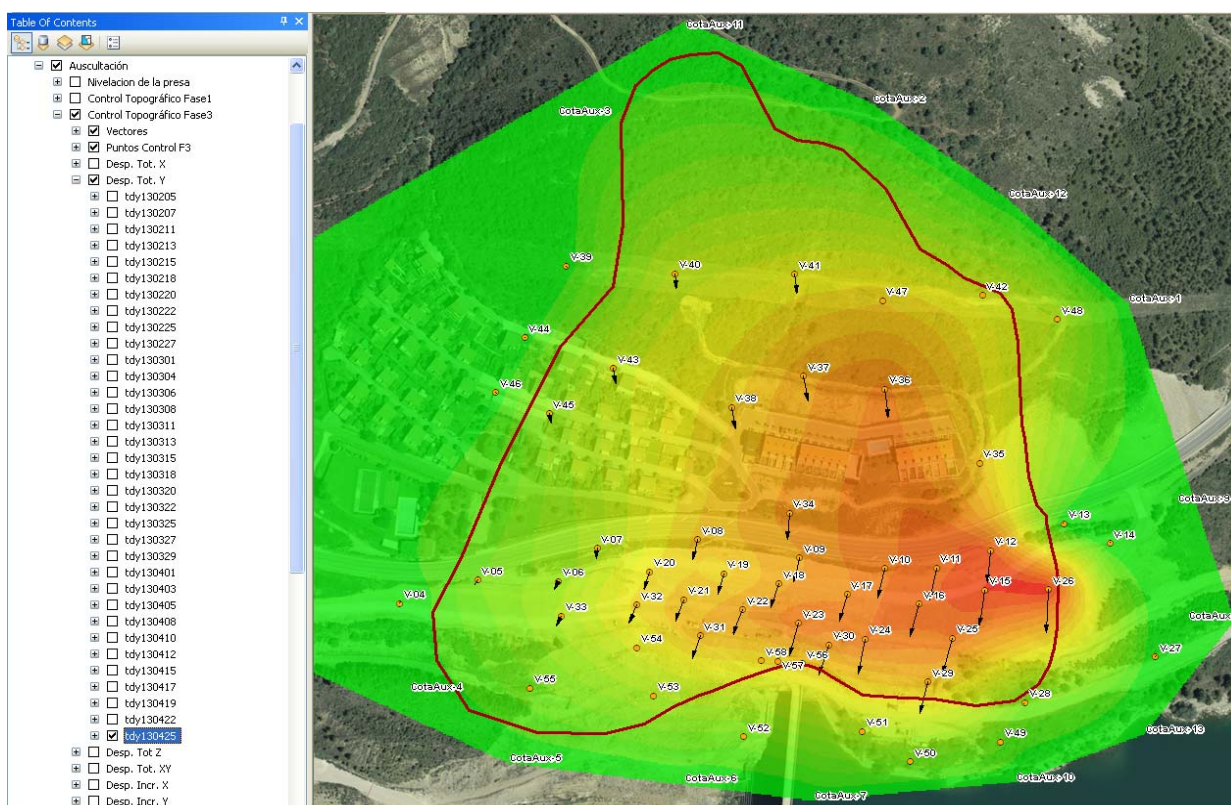 Table Of Contents
Auscultación
Nivelacion de la presa
Control Topográfico Fase1
Control Topográfico Fase3
Vectores
Puntos Control F3
Desp. Tot. X
Desp. Tot. Y
tdy130205
tdy130207
tdy130211
tdy130213
tdy130215
tdy130218
tdy130220
tdy130222
tdy130225
tdy130227
tdy130301
tdy130304
tdy130306
tdy130308
tdy130311
tdy130313
tdy130315
tdy130318
tdy130320
tdy130322
tdy130325
tdy130327
tdy130329
tdy130401
tdy130403
tdy130405
tdy130408
tdy130410
tdy130412
tdy130415
tdy130417
tdy130419
tdy130422
tdy130425
Desp. Tot Z
Desp. Tot. XY
Desp. Incr. X
Desp. Incr. Y
CotaAux-11
CotaAux-2
CotaAux-3
CotaAux-12
V-39
V-40
V-41
V-47
V-42
CotaAux-1
V-48
V-44
V-43
V-37
V-36
V-46
V-45
V-38
V-35
CotaAux-9
V-34
V-13
V-14
V-08
V-07
V-09
V-12
V-05
V-06
V-20
V-19
V-18
V-10
V-11
V-04
V-33
V-32
V-21
V-22
V-17
V-16
V-15
V-26
CotaAux-
V-31
V-23
V-24
V-25
V-54
V-58
V-57
V-56
V-30
V-27
CotaAux-4
V-55
V-53
V-29
V-28
V-52
V-51
V-49
CotaAux-13
CotaAux-5
V-50
CotaAux-6
CotaAux-7
CotaAux-10